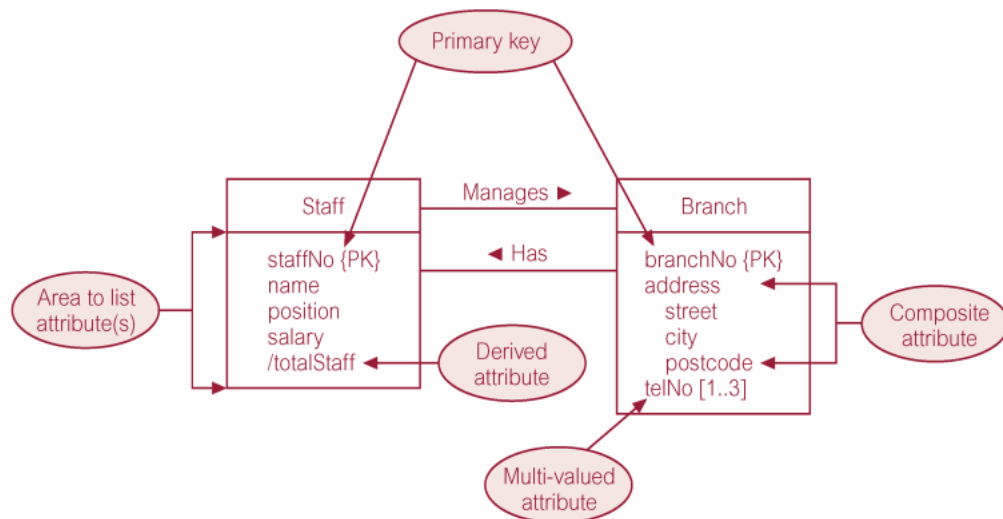 Primary key
Manages ►
Staff
Branch
◄ Has
staffNo {PK}
name
position
salary
/totalStaff
branchNo {PK}
address
street
city
postcode
telNo [1..3]
Area to list
attribute(s)
Derived
attribute
Composite
attribute
Multi-valued
attribute